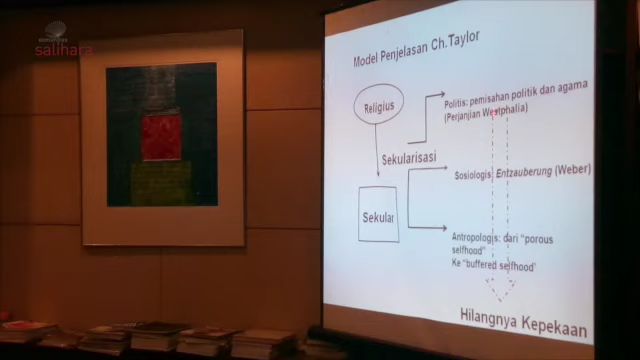 komunitas
salihara
Model Penjelasan Ch.Taylor
Religius
Politis: pemisahan politik dan agama
(Perjanjian Westphalia)
Sekularisasi
Sosiologis: Entzauberung (Weber)
Sekular
Antropologis: dari “porous
selfhood”
Ke “buffered selfhood’
Hilangnya Kepekaan